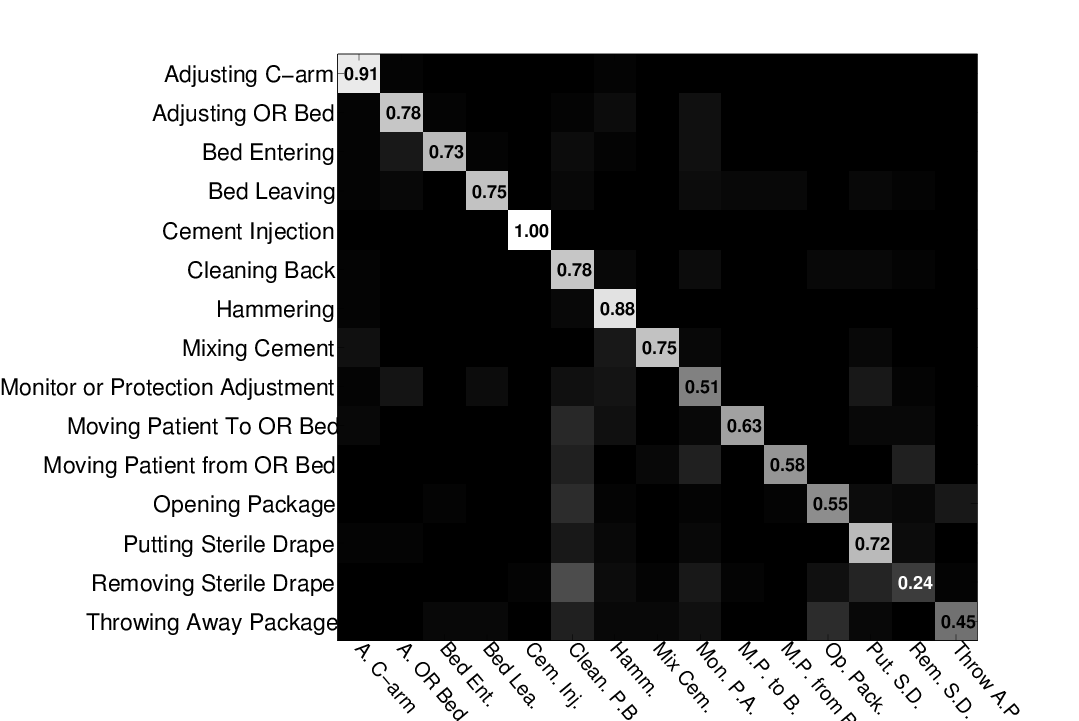 Adjusting C−arm 0.91
Adjusting OR Bed 0.78
Bed Entering 0.73
Bed Leaving 0.75
Cement Injection 1.00
Cleaning Back 0.78
Hammering 0.88
Mixing Cement 0.75
Monitor or Protection Adjustment 0.51
Moving Patient To OR Bed 0.63
Moving Patient from OR Bed 0.58
Opening Package 0.55
Putting Sterile Drape 0.72
Removing Sterile Drape 0.24
Throwing Away Package 0.45
A. C−arm
A. OR Bed
Bed Ent.
Bed Lea.
Cem. Inj.
Clean. P.B
Hamm.
Mix Cem.
Mon. P.A.
M.P. to B.
M.P. from
Op. Pack.
Put. S.D.
Rem. S.D.
Throw A.P